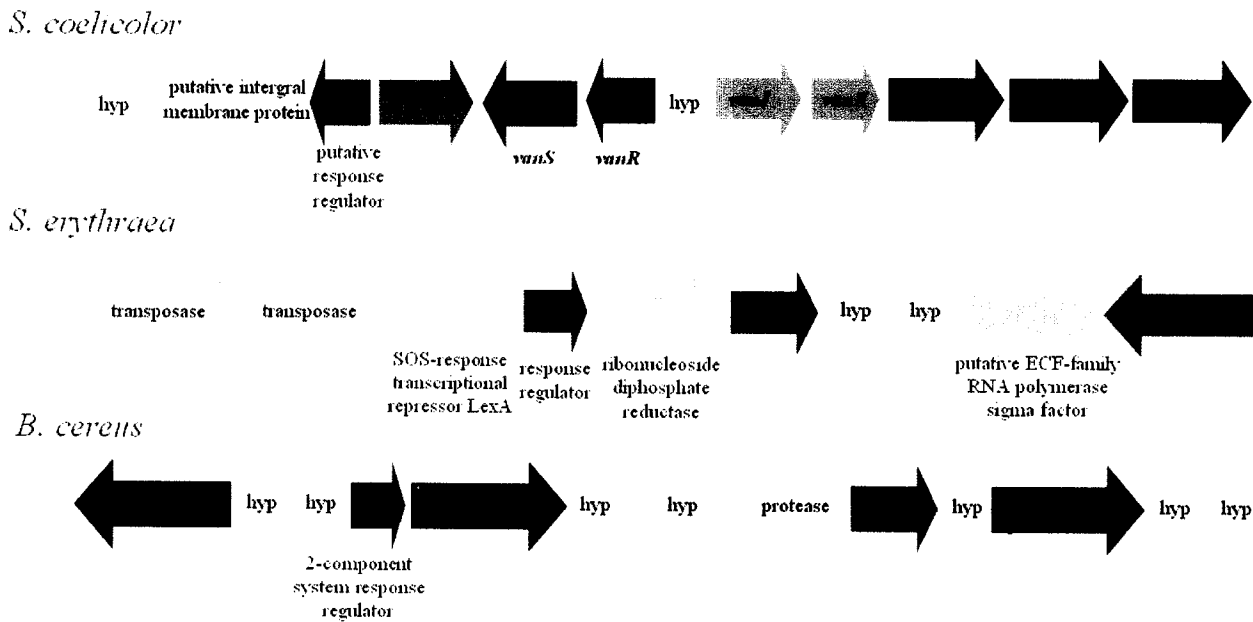 S. coelicolor
hyp
putative intergral
membrane protein
putative
response
regulator
vanS
vanR
hyp
S. erythraea
transposase
transposase
SOS-response
transcriptional
repressor LexA
response
regulator
ribonucleoside
diphosphate
reductase
hyp
hyp
putative ECF-family
RNA polymerase
sigma factor
B. cereus
hyp
hyp
2-component
system response
regulator
hyp
hyp
protease
hyp
hyp
hyp